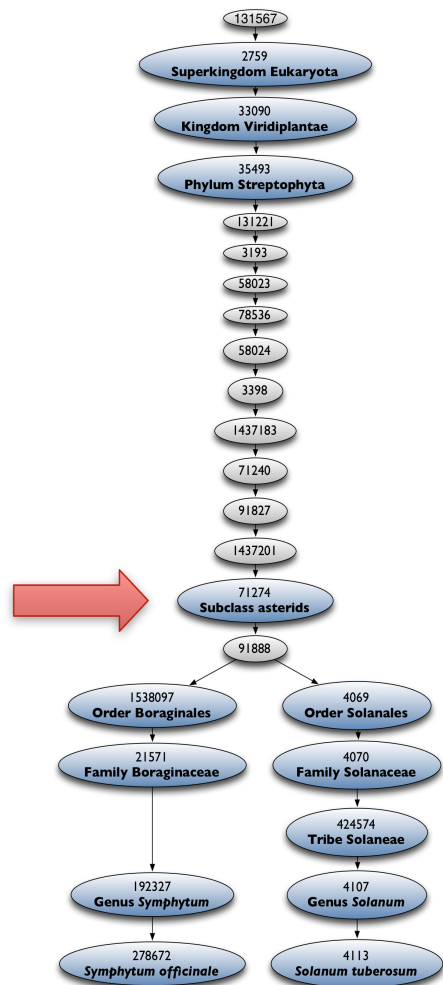 131567
2759
Superkingdom Eukaryota
33090
Kingdom Viridiplantae
35493
Phylum Streptophyta
131221
3193
58023
78536
58024
3398
1437183
71240
91827
1437201
71274
Subclass asterids
91888
1538097
Order Boraginales
4069
Order Solanales
21571
Family Boraginaceae
4070
Family Solanaceae
424574
Tribe Solaneae
192327
Genus Symphytum
4107
Genus Solanum
278672
Symphytum officinale
4113
Solanum tuberosum